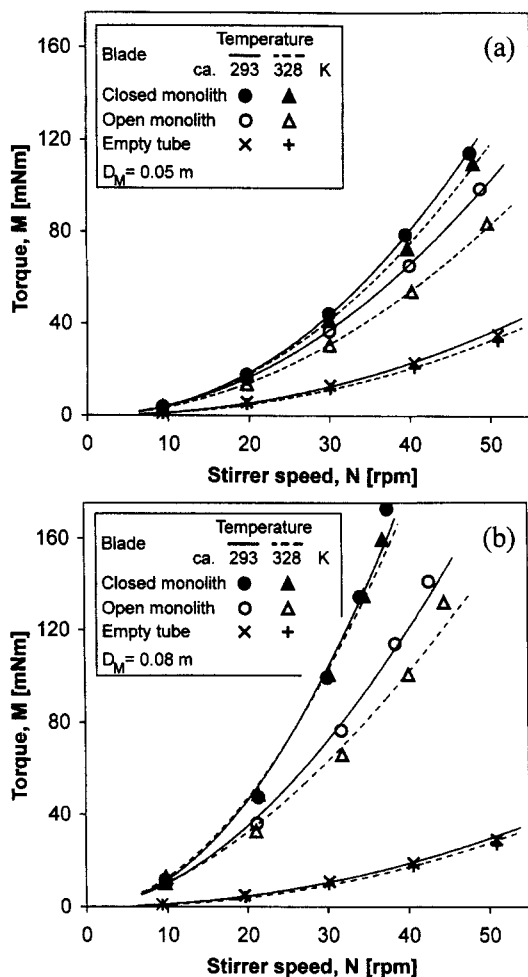 (a)
Torque, M [mNm]
160
120
80
40
0
Temperature
Blade
ca. 293 328 K
Closed monolith
Open monolith
Empty tube
D_M = 0.05 m
0 10 20 30 40 50
Stirrer speed, N [rpm]
(b)
Torque, M [mNm]
160
120
80
40
0
Temperature
Blade
ca. 293 328 K
Closed monolith
Open monolith
Empty tube
D_M = 0.08 m
0 10 20 30 40 50
Stirrer speed, N [rpm]